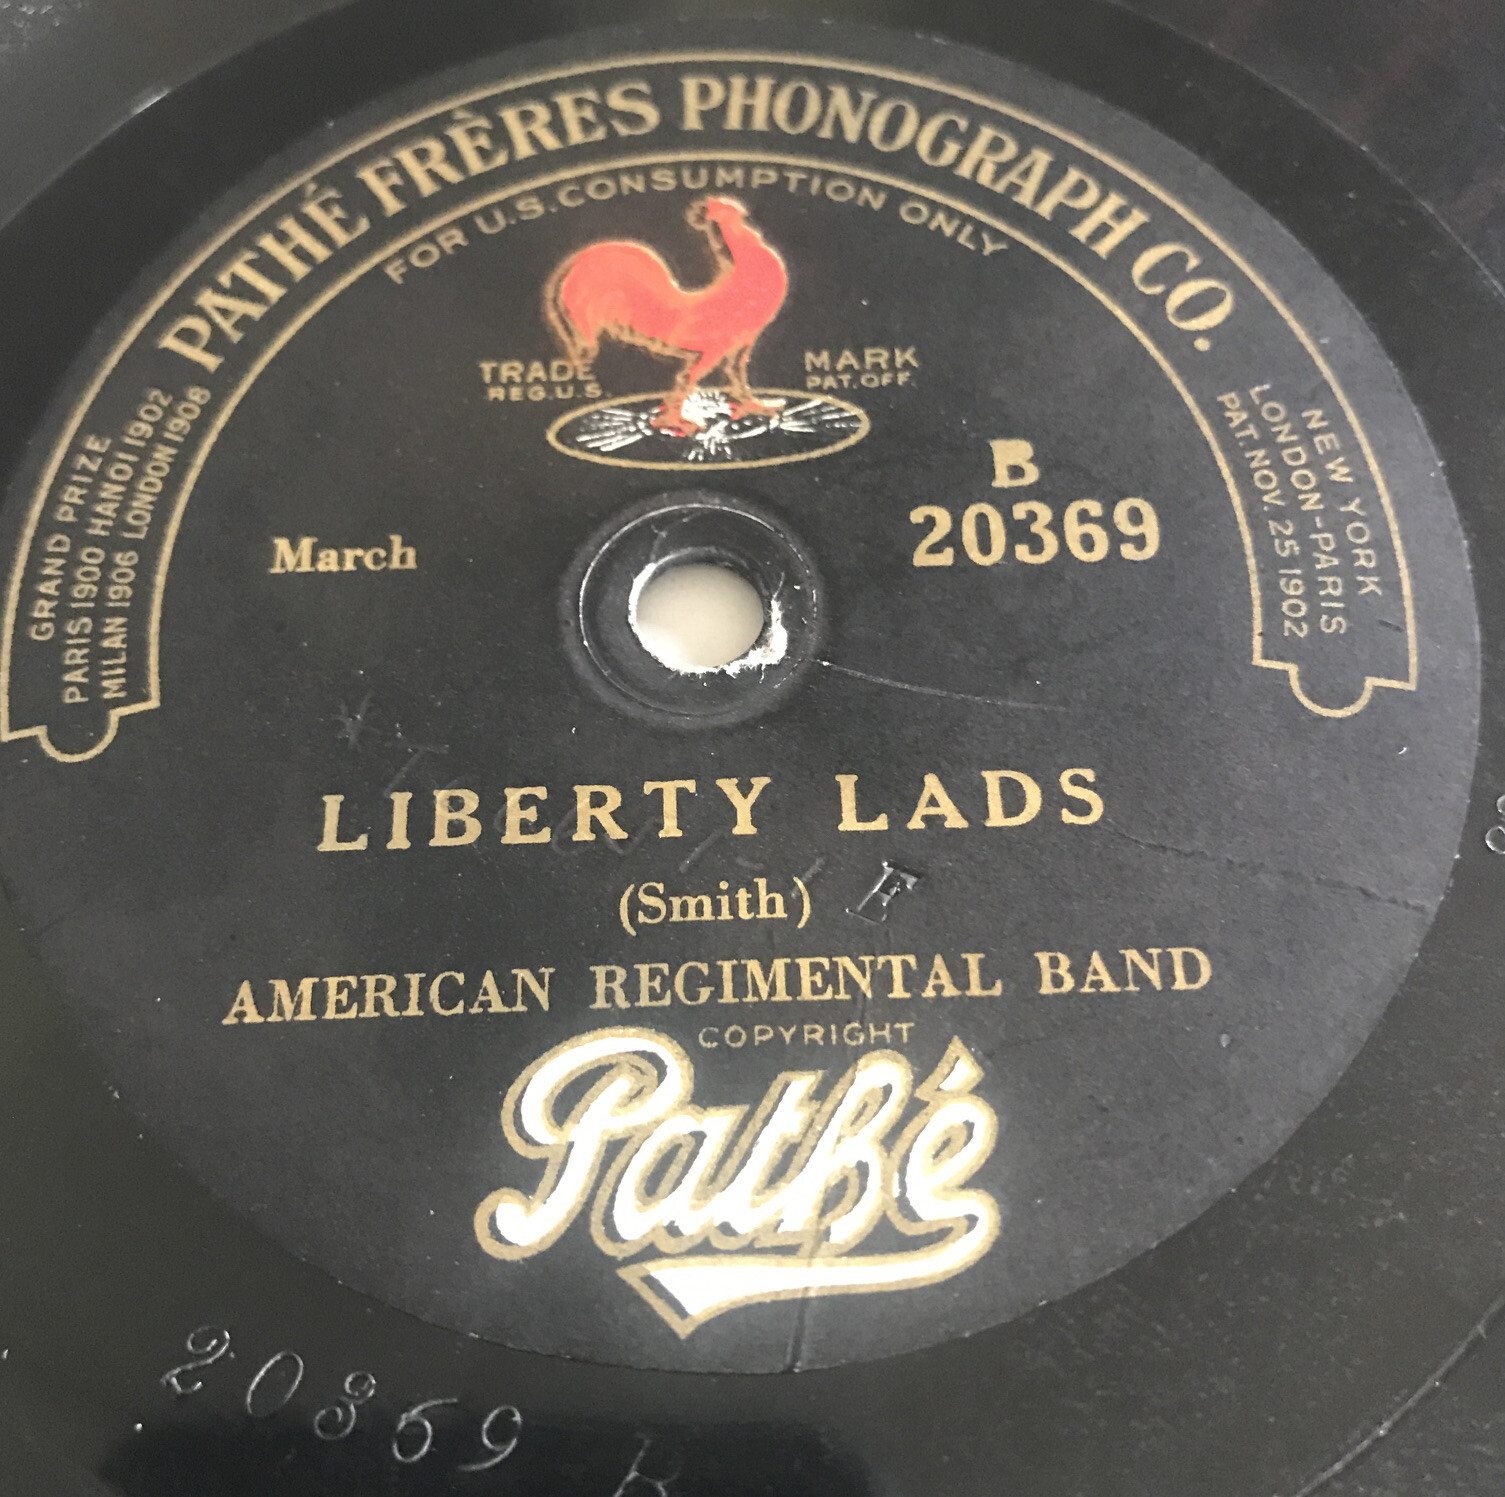 PATHÉ FRÈRES PHONOGRAPH CO.
FOR U.S. CONSUMPTION ONLY
GRAND PRIZE
PARIS 1900 HANOI 1902
MILAN 1906 LONDON 1908
NEW YORK
LONDON-PARIS
PAT. NOV. 25 1902
TRADE MARK
REG. U.S. PAT. OFF.
B
March 20369
LIBERTY LADS
(Smith) E
AMERICAN REGIMENTAL BAND
COPYRIGHT
Pathé
20369